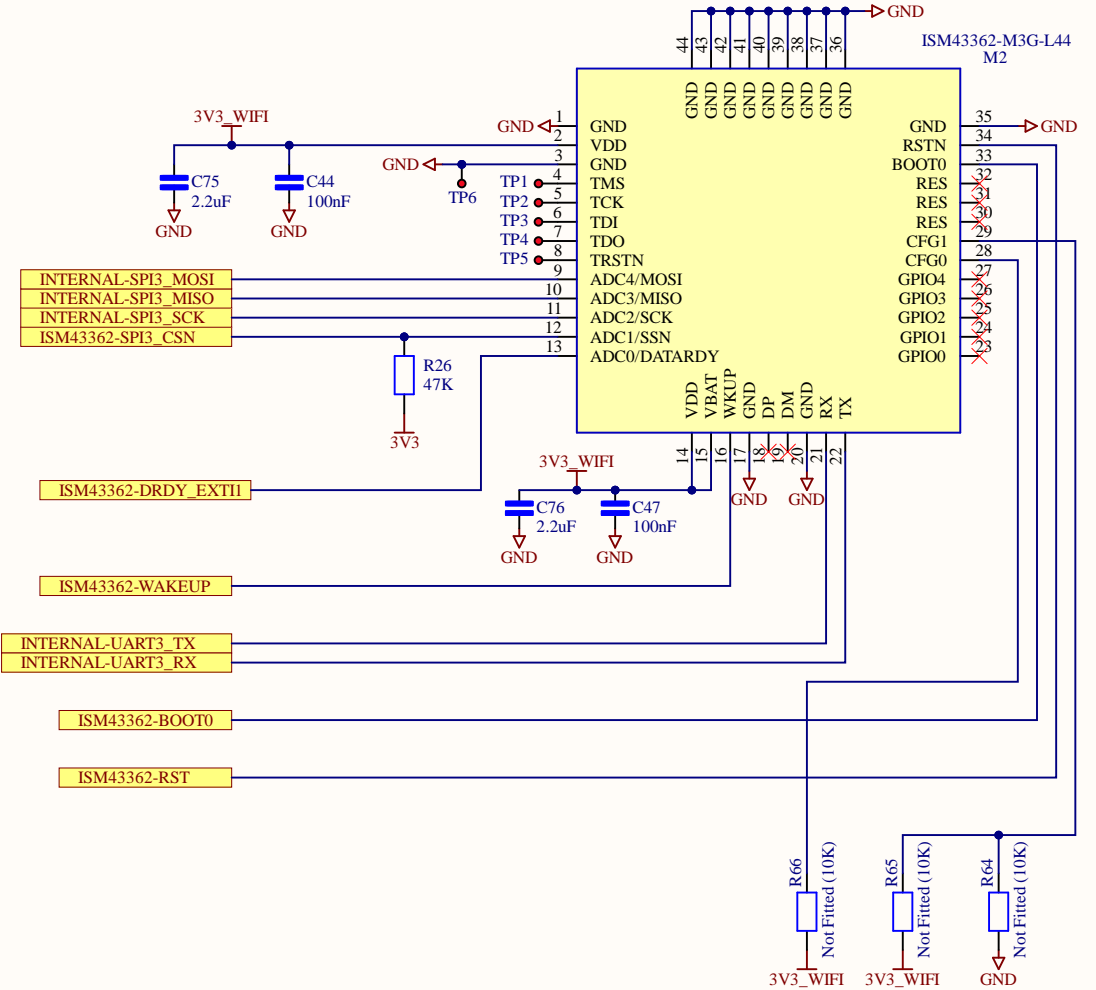 GND
ISM43362-M3G-L44
M2
44 43 42 41 40 39 38 37 36
GND GND GND GND GND GND GND GND GND
3V3_WIFI
C75
2.2uF
GND
C44
100nF
GND
GND 1 GND
2 VDD
GND 3 GND
TP6
TP1 4 TMS
TP2 5 TCK
TP3 6 TDI
TP4 7 TDO
TP5 8 TRSTN
INTERNAL-SPI3_MOSI 9 ADC4/MOSI
INTERNAL-SPI3_MISO 10 ADC3/MISO
INTERNAL-SPI3_SCK 11 ADC2/SCK
ISM43362-SPI3_CSN 12 ADC1/SSN
13 ADC0/DATARDY
R26
47K
3V3
GND 35 GND
RSTN 34
BOOT0 33
RES 32
RES 31
RES 30
CFG1 29
CFG0 28
GPIO4 27
GPIO3 26
GPIO2 25
GPIO1 24
GPIO0 23
VDD VBAT WKUP GND DP DM GND RX TX
14 15 16 17 18 19 20 21 22
GND GND
3V3_WIFI
C76
2.2uF
GND
C47
100nF
GND
ISM43362-DRDY_EXTI1
ISM43362-WAKEUP
INTERNAL-UART3_TX
INTERNAL-UART3_RX
ISM43362-BOOT0
ISM43362-RST
R66
Not Fitted (10K)
3V3_WIFI
R65
Not Fitted (10K)
3V3_WIFI
R64
Not Fitted (10K)
GND